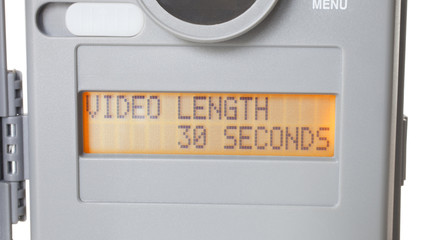 MENU
VIDEO LENGTH
30 SECONDS